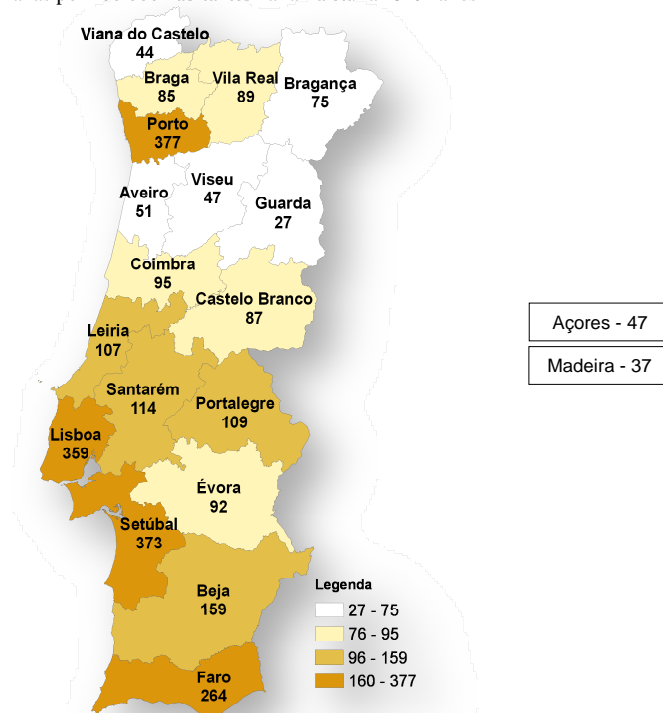 Viana do Castelo
44
Braga
85
Vila Real
89
Bragança
75
Porto
377
Aveiro
51
Viseu
47
Guarda
27
Coimbra
95
Castelo Branco
87
Leiria
107
Santarém
114
Portalegre
109
Lisboa
359
Évora
92
Setúbal
373
Beja
159
Faro
264
Açores - 47
Madeira - 37
Legenda
27 - 75
76 - 95
96 - 159
160 - 377